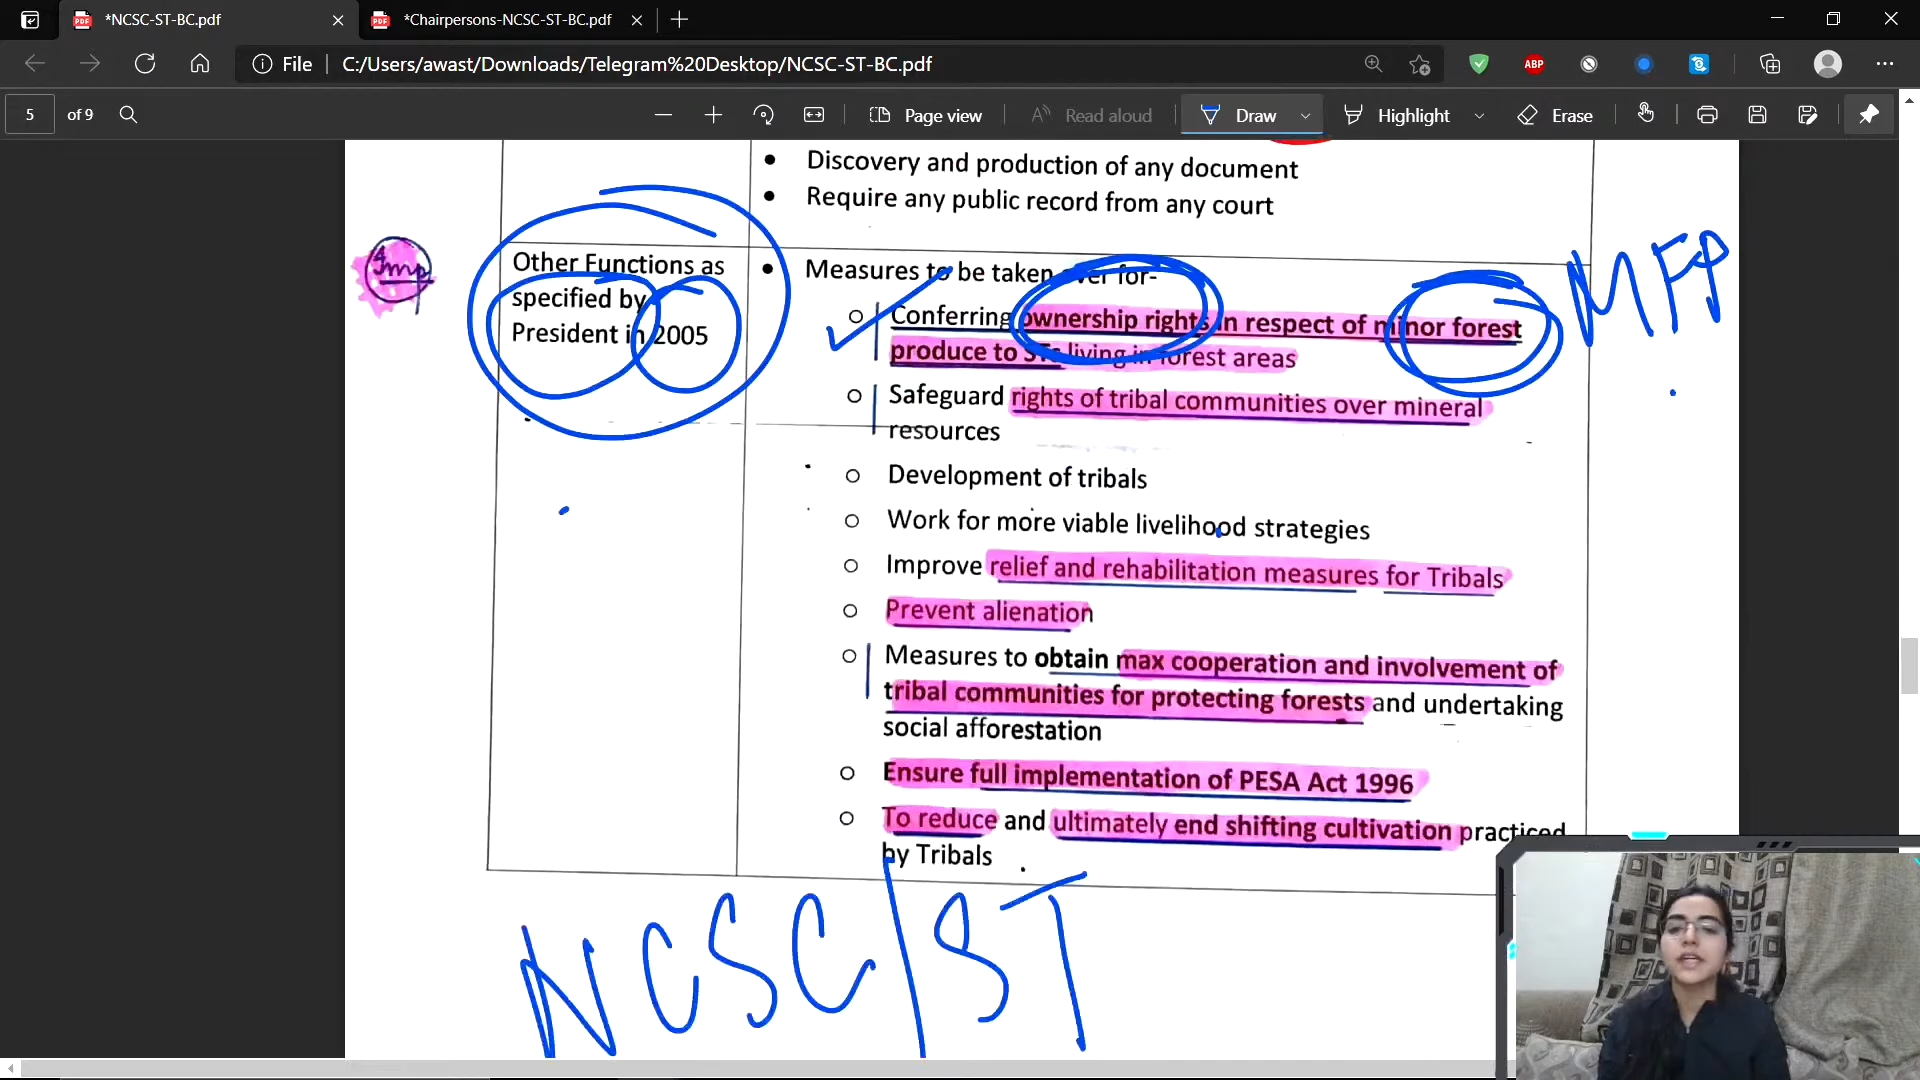 *NCSC-ST-BC.pdf
*Chairpersons-NCSC-ST-BC.pdf
File
C:/Users/awast/Downloads/Telegram%20Desktop/NCSC-ST-BC.pdf
ABP
5 of 9
Page view
Read aloud
Draw
Highlight
Erase
• Discovery and production of any document
• Require any public record from any court
Imp
Other Functions as
specified by
President in 2005
• Measures to be taken over for-
o Conferring ownership rights in respect of minor forest
produce to STs living in forest areas
MFP
o Safeguard rights of tribal communities over mineral
resources
o Development of tribals
o Work for more viable livelihood strategies
o Improve relief and rehabilitation measures for Tribals
o Prevent alienation
o Measures to obtain max cooperation and involvement of
tribal communities for protecting forests and undertaking
social afforestation
o Ensure full implementation of PESA Act 1996
o To reduce and ultimately end shifting cultivation practiced
by Tribals
NCSC/ST